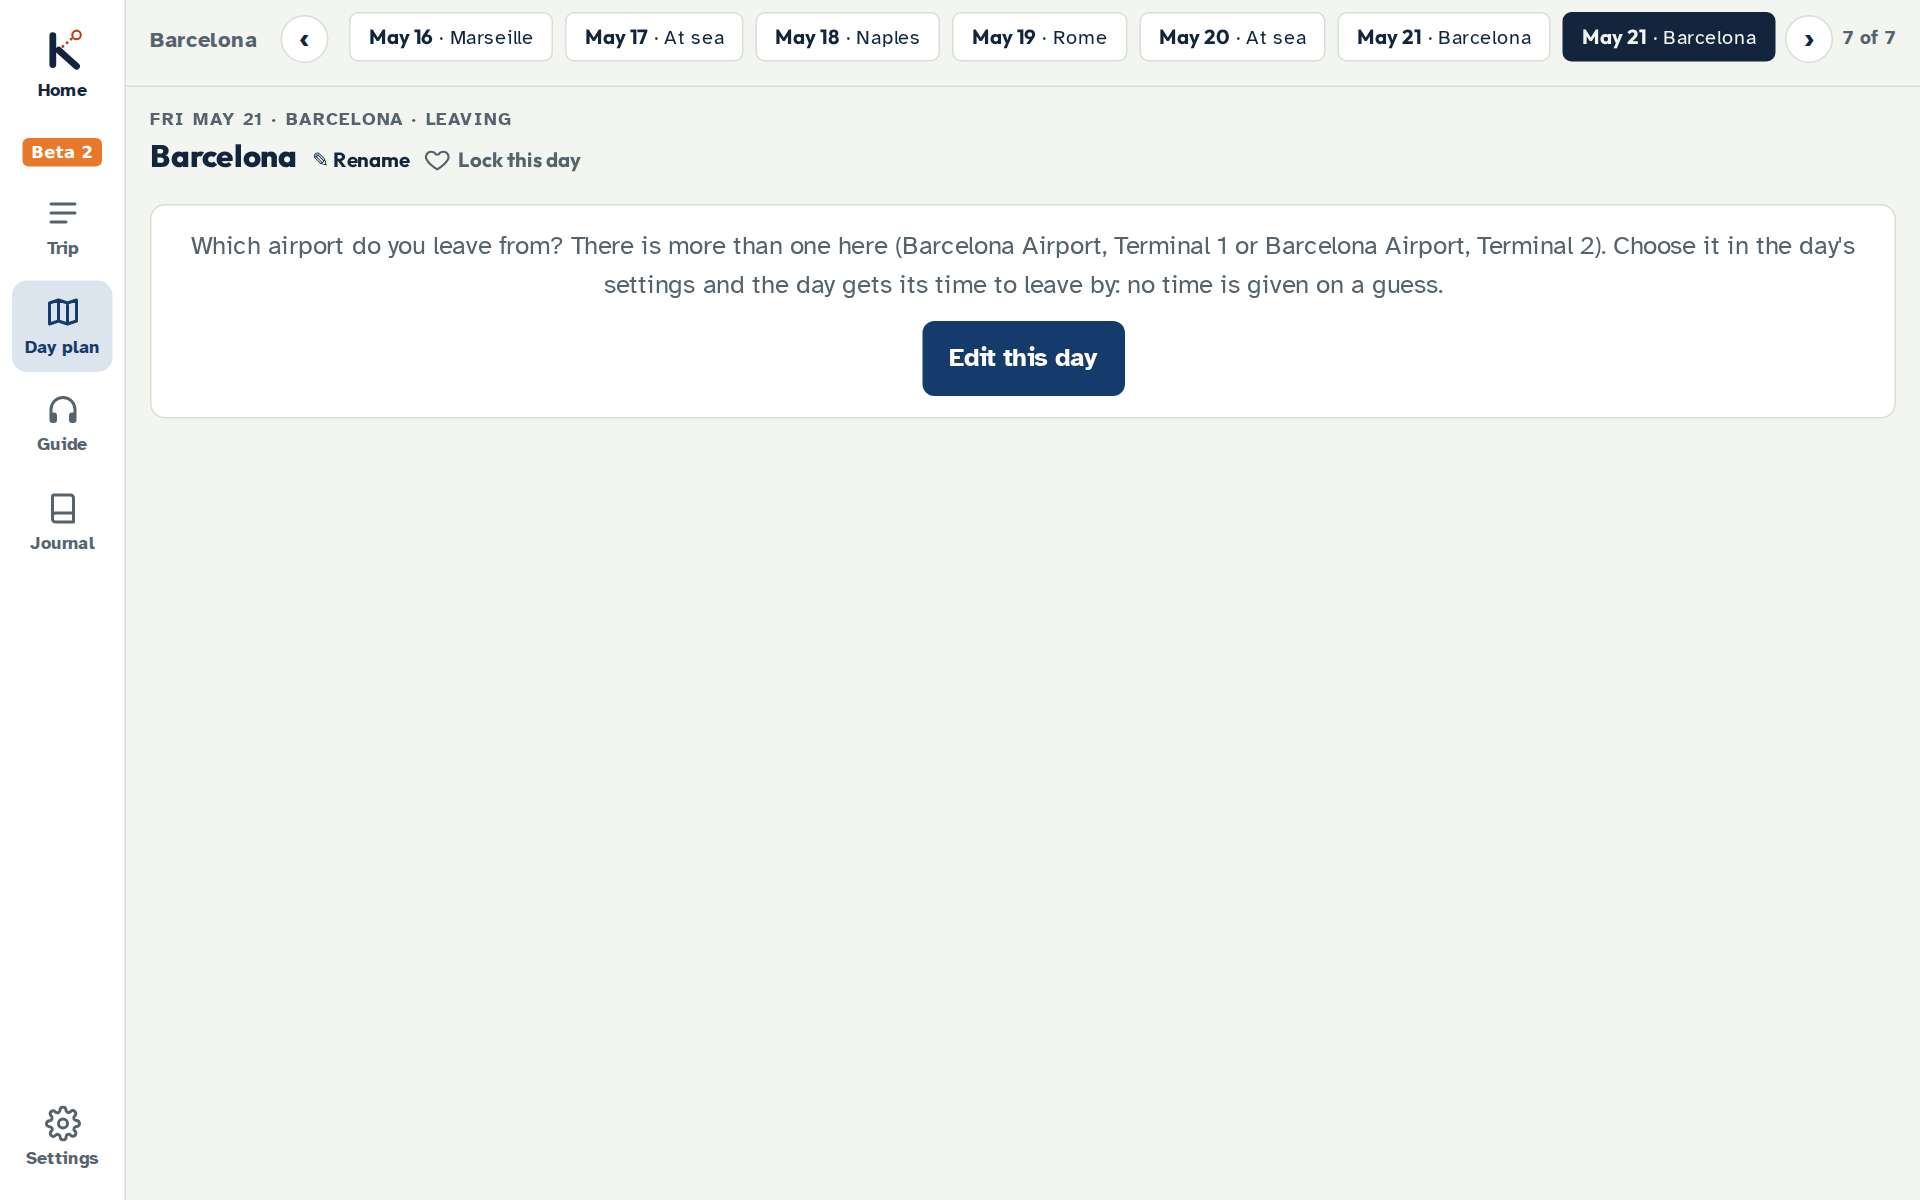 Home
Beta 2
Trip
Day plan
Guide
Journal
Settings
Barcelona
‹
May 16 · Marseille
May 17 · At sea
May 18 · Naples
May 19 · Rome
May 20 · At sea
May 21 · Barcelona
May 21 · Barcelona
›
7 of 7
FRI MAY 21 · BARCELONA · LEAVING
Barcelona
✎ Rename
Lock this day
Which airport do you leave from? There is more than one here (Barcelona Airport, Terminal 1 or Barcelona Airport, Terminal 2). Choose it in the day's
settings and the day gets its time to leave by: no time is given on a guess.
Edit this day